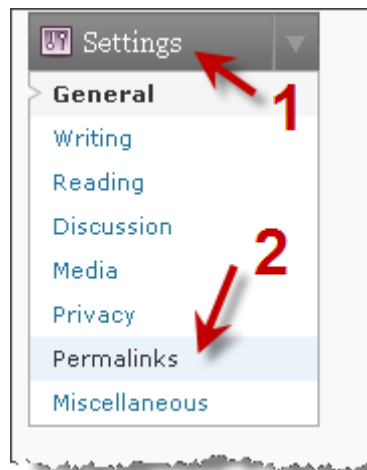 Settings
1
General
Writing
Reading
Discussion
2
Media
Privacy
Permalinks
Miscellaneous